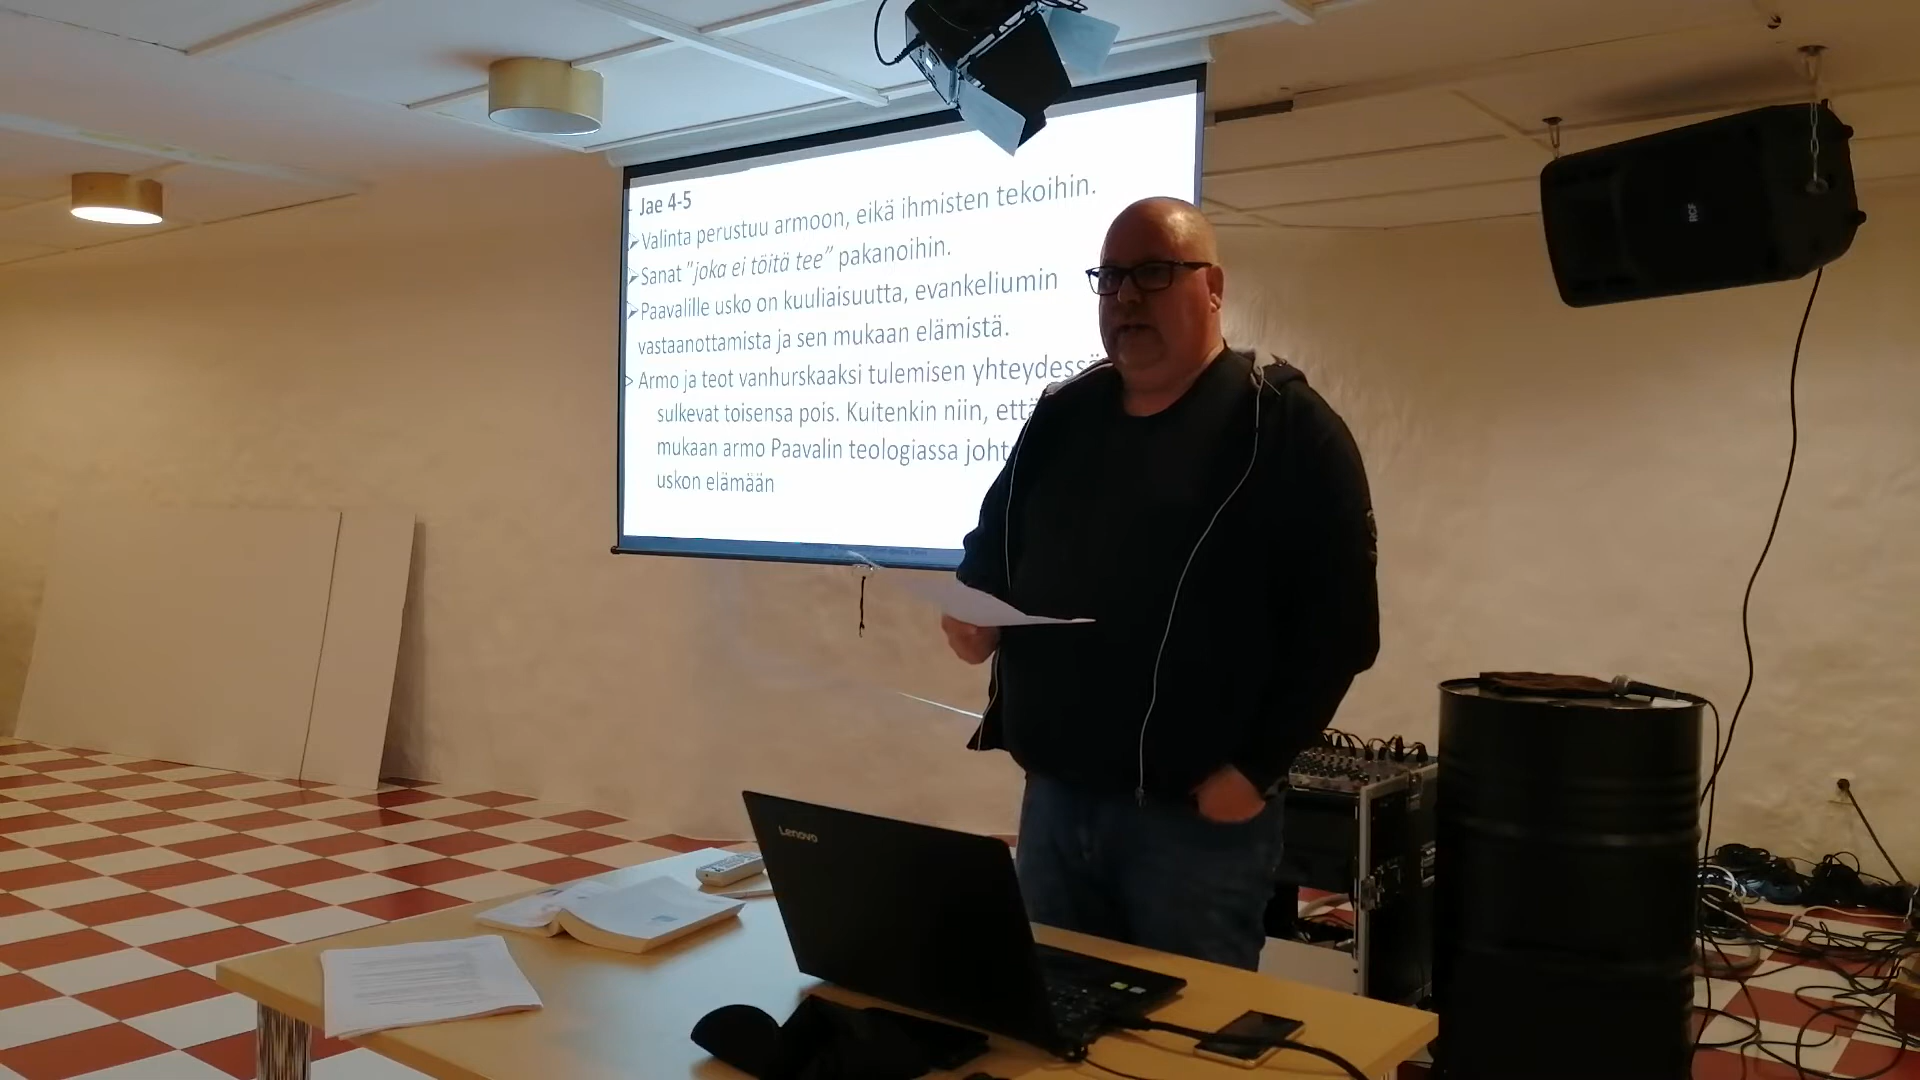 Jae 4-5
Valinta perustuu armoon, eikä ihmisten tekoihin.
Sanat "joka ei töitä tee" pakanoihin.
Paavalille usko on kuuliaisuutta, evankeliumin
vastaanottamista ja sen mukaan elämistä.
Armo ja teot vanhurskaaksi tulemisen yhteydessä
sulkevat toisensa pois. Kuitenkin niin, että
mukaan armo Paavalin teologiassa joht
uskon elämään
RCF
Lenovo